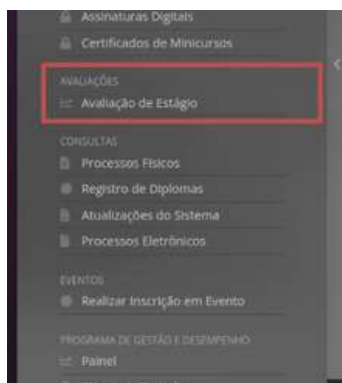 Assinaturas Digitais
Certificados de Minicursos
AVALIAÇÕES
Avaliação de Estágio
CONSULTAS
Processos Físicos
Registro de Diplomas
Atualizações do Sistema
Processos Eletrônicos
EVENTOS
Realizar Inscrição em Evento
PROGRAMA DE GESTÃO E DESEMPENHO
Painel